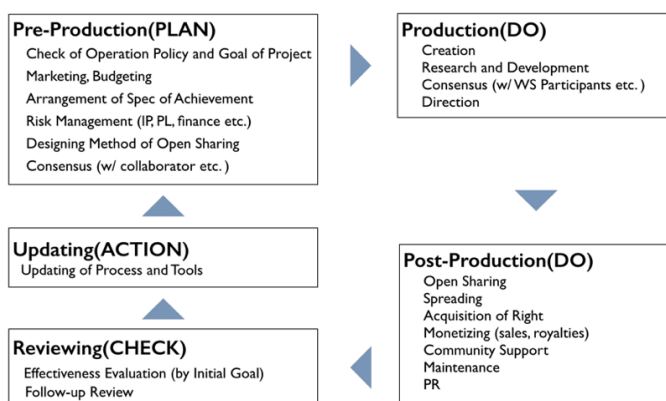 Pre-Production(PLAN)
Check of Operation Policy and Goal of Project
Marketing, Budgeting
Arrangement of Spec of Achievement
Risk Management (IP, PL, finance etc.)
Designing Method of Open Sharing
Consensus (w/ collaborator etc. )
Production(DO)
Creation
Research and Development
Consensus (w/ WS Participants etc. )
Direction
Post-Production(DO)
Open Sharing
Spreading
Acquisition of Right
Monetizing (sales, royalties)
Community Support
Maintenance
PR
Reviewing(CHECK)
Effectiveness Evaluation (by Initial Goal)
Follow-up Review
Updating(ACTION)
Updating of Process and Tools